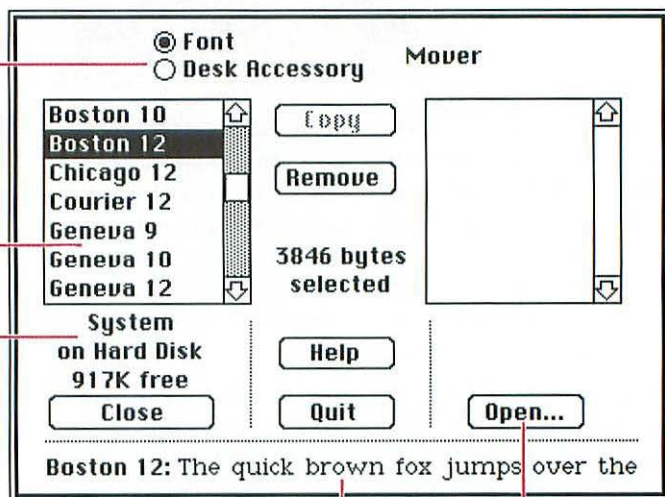 Font
Desk Accessory
Mover
Boston 10
Boston 12
Chicago 12
Courier 12
Geneva 9
Geneva 10
Geneva 12
Copy
Remove
3846 bytes
selected
System
on Hard Disk
917K free
Close
Help
Quit
Open...
Boston 12: The quick brown fox jumps over the